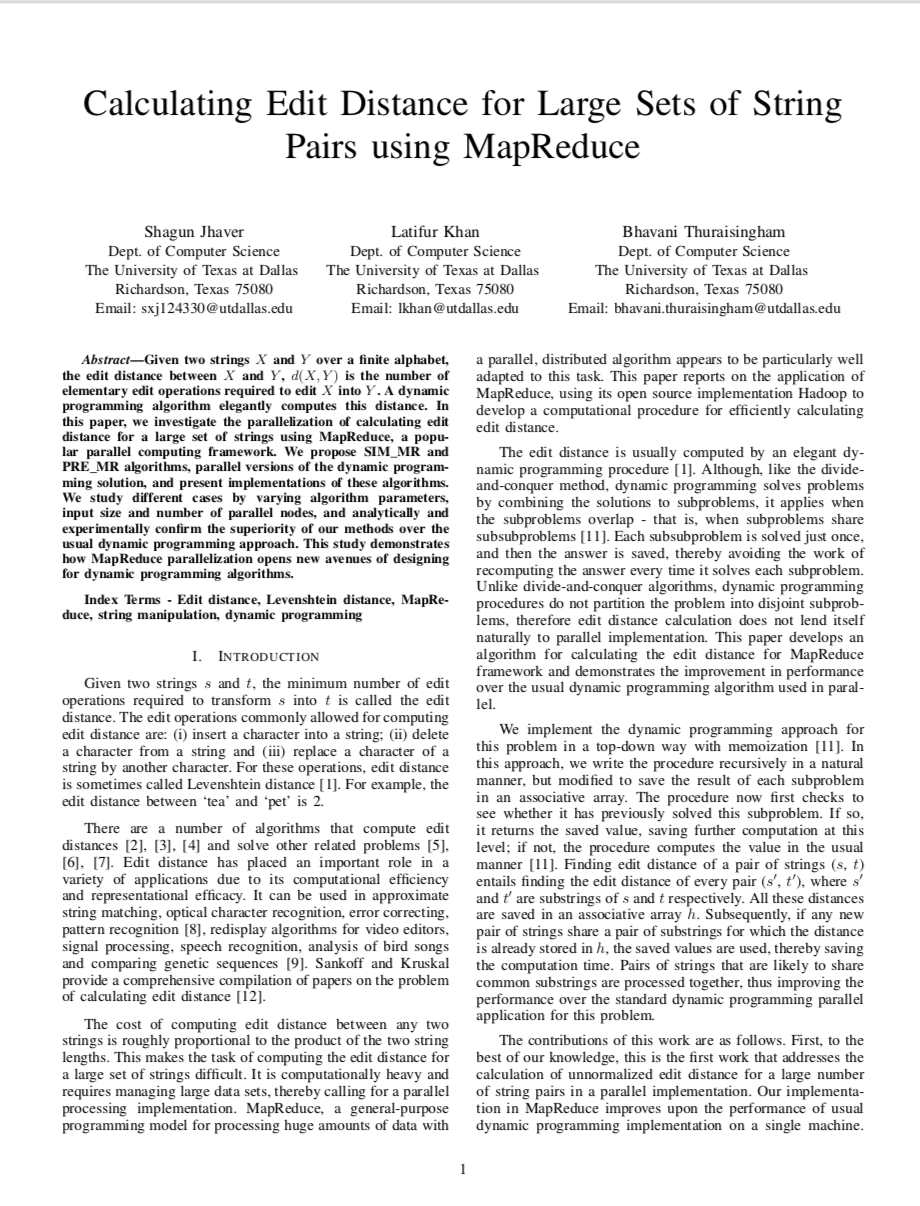 Calculating Edit Distance for Large Sets of String
Pairs using MapReduce
Shagun Jhaver
Dept. of Computer Science
The University of Texas at Dallas
Richardson, Texas 75080
Email: sxj124330@utdallas.edu
Latifur Khan
Dept. of Computer Science
The University of Texas at Dallas
Richardson, Texas 75080
Email: lkhan@utdallas.edu
Bhavani Thuraisingham
Dept. of Computer Science
The University of Texas at Dallas
Richardson, Texas 75080
Email: bhavani.thuraisingham@utdallas.edu
Abstract—Given two strings X and Y over a finite alphabet,
the edit distance between X and Y, d(X, Y) is the number of
elementary edit operations required to edit X into Y. A dynamic
programming algorithm elegantly computes this distance. In
this paper, we investigate the parallelization of calculating edit
distance for a large set of strings using MapReduce, a popu-
lar parallel computing framework. We propose SIM_MR and
PRE_MR algorithms, parallel versions of the dynamic program-
ming solution, and present implementations of these algorithms.
We study different cases by varying algorithm parameters,
input size and number of parallel nodes, and analytically and
experimentally confirm the superiority of our methods over the
usual dynamic programming approach. This study demonstrates
how MapReduce parallelization opens new avenues of designing
for dynamic programming algorithms.
Index Terms - Edit distance, Levenshtein distance, MapRe-
duce, string manipulation, dynamic programming
I. INTRODUCTION
Given two strings s and t, the minimum number of edit
operations required to transform s into t is called the edit
distance. The edit operations commonly allowed for computing
edit distance are: (i) insert a character into a string; (ii) delete
a character from a string and (iii) replace a character of a
string by another character. For these operations, edit distance
is sometimes called Levenshtein distance [1]. For example, the
edit distance between ‘tea’ and ‘pet’ is 2.
There are a number of algorithms that compute edit
distances [2], [3], [4] and solve other related problems [5],
[6], [7]. Edit distance has placed an important role in a
variety of applications due to its computational efficiency
and representational efficacy. It can be used in approximate
string matching, optical character recognition, error correcting,
pattern recognition [8], redisplay algorithms for video editors,
signal processing, speech recognition, analysis of bird songs
and comparing genetic sequences [9]. Sankoff and Kruskal
provide a comprehensive compilation of papers on the problem
of calculating edit distance [12].
The cost of computing edit distance between any two
strings is roughly proportional to the product of the two string
lengths. This makes the task of computing the edit distance for
a large set of strings difficult. It is computationally heavy and
requires managing large data sets, thereby calling for a parallel
processing implementation. MapReduce, a general-purpose
programming model for processing huge amounts of data with
a parallel, distributed algorithm appears to be particularly well
adapted to this task. This paper reports on the application of
MapReduce, using its open source implementation Hadoop to
develop a computational procedure for efficiently calculating
edit distance.
The edit distance is usually computed by an elegant dy-
namic programming procedure [1]. Although, like the divide-
and-conquer method, dynamic programming solves problems
by combining the solutions to subproblems, it applies when
the subproblems overlap - that is, when subproblems share
subsubproblems [11]. Each subsubproblem is solved just once,
and then the answer is saved, thereby avoiding the work of
recomputing the answer every time it solves each subproblem.
Unlike divide-and-conquer algorithms, dynamic programming
procedures do not partition the problem into disjoint subprob-
lems, therefore edit distance calculation does not lend itself
naturally to parallel implementation. This paper develops an
algorithm for calculating the edit distance for MapReduce
framework and demonstrates the improvement in performance
over the usual dynamic programming algorithm used in paral-
lel.
We implement the dynamic programming approach for
this problem in a top-down way with memoization [11]. In
this approach, we write the procedure recursively in a natural
manner, but modified to save the result of each subproblem
in an associative array. The procedure now first checks to
see whether it has previously solved this subproblem. If so,
it returns the saved value, saving further computation at this
level; if not, the procedure computes the value in the usual
manner [11]. Finding edit distance of a pair of strings (s, t)
entails finding the edit distance of every pair (s′, t′), where s′
and t′ are substrings of s and t respectively. All these distances
are saved in an associative array h. Subsequently, if any new
pair of strings share a pair of substrings for which the distance
is already stored in h, the saved values are used, thereby saving
the computation time. Pairs of strings that are likely to share
common substrings are processed together, thus improving the
performance over the standard dynamic programming parallel
application for this problem.
The contributions of this work are as follows. First, to the
best of our knowledge, this is the first work that addresses the
calculation of unnormalized edit distance for a large number
of string pairs in a parallel implementation. Our implementa-
tion in MapReduce improves upon the performance of usual
dynamic programming implementation on a single machine.
1